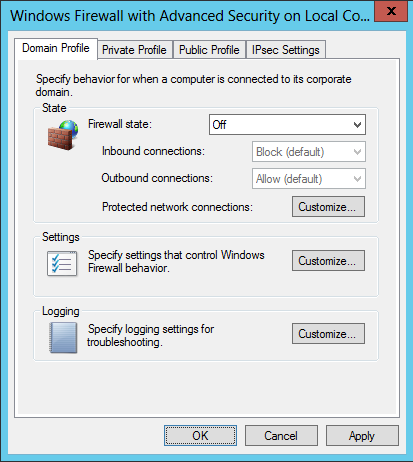 Windows Firewall with Advanced Security on Local Co...
x
Domain Profile Private Profile Public Profile IPsec Settings
Specify behavior for when a computer is connected to its corporate
domain.
State
Firewall state: Off
Inbound connections: Block (default)
Outbound connections: Allow (default)
Protected network connections: Customize...
Settings
Specify settings that control Windows
Firewall behavior.
Customize...
Logging
Specify logging settings for
troubleshooting.
Customize...
OK Cancel Apply